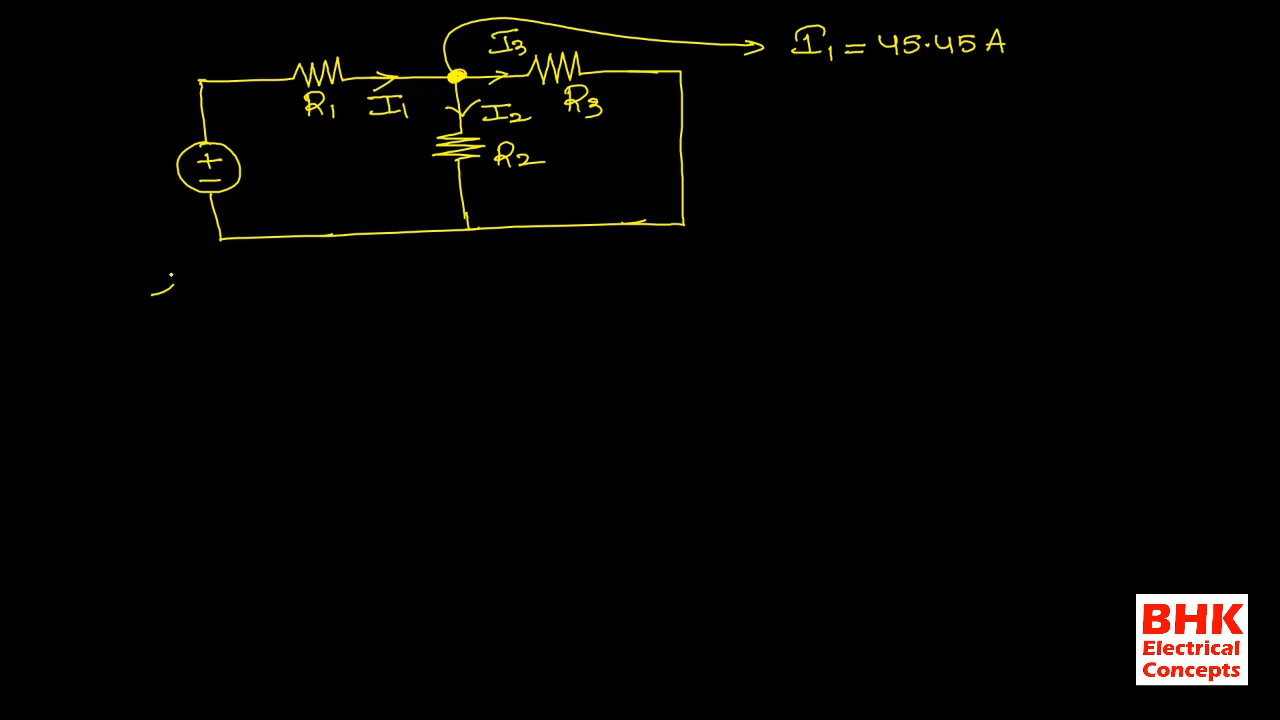 I3
I1 = 45.45 A
R1
I1
I2
R3
R2
+
−
BHK
Electrical
Concepts